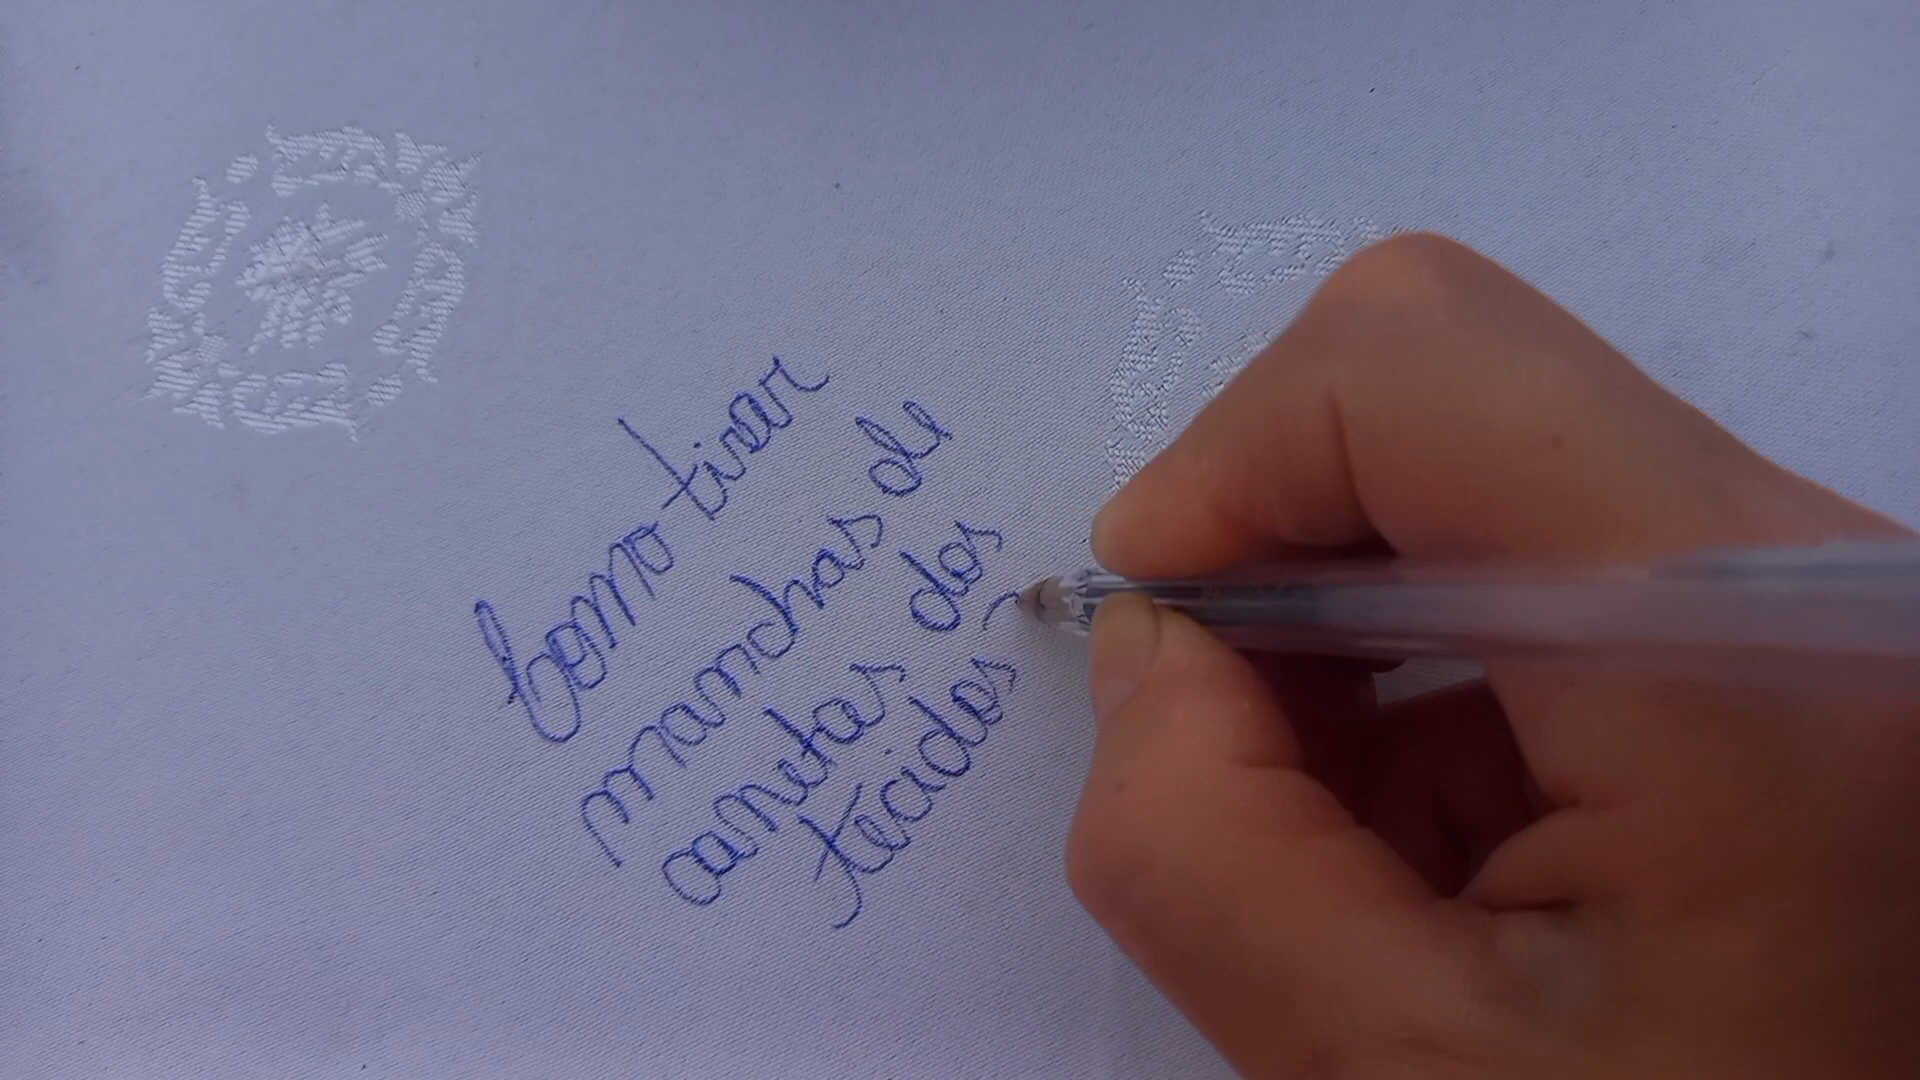 como tirar
manchas de
canetas dos
tecidos